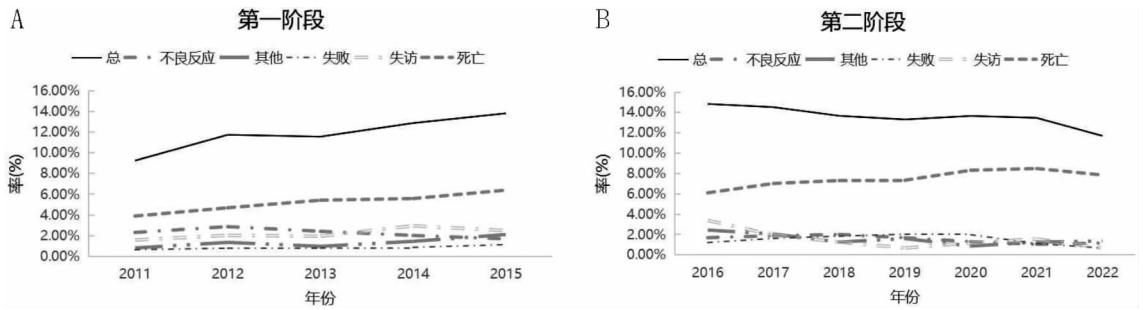 A
第一阶段
总 不良反应 其他 失败 失访 死亡
16.00%
14.00%
12.00%
10.00%
8.00%
6.00%
4.00%
2.00%
0.00%
率(%)
2011 2012 2013 2014 2015
年份
B
第二阶段
总 不良反应 其他 失败 失访 死亡
16.00%
14.00%
12.00%
10.00%
8.00%
6.00%
4.00%
2.00%
0.00%
率(%)
2016 2017 2018 2019 2020 2021 2022
年份